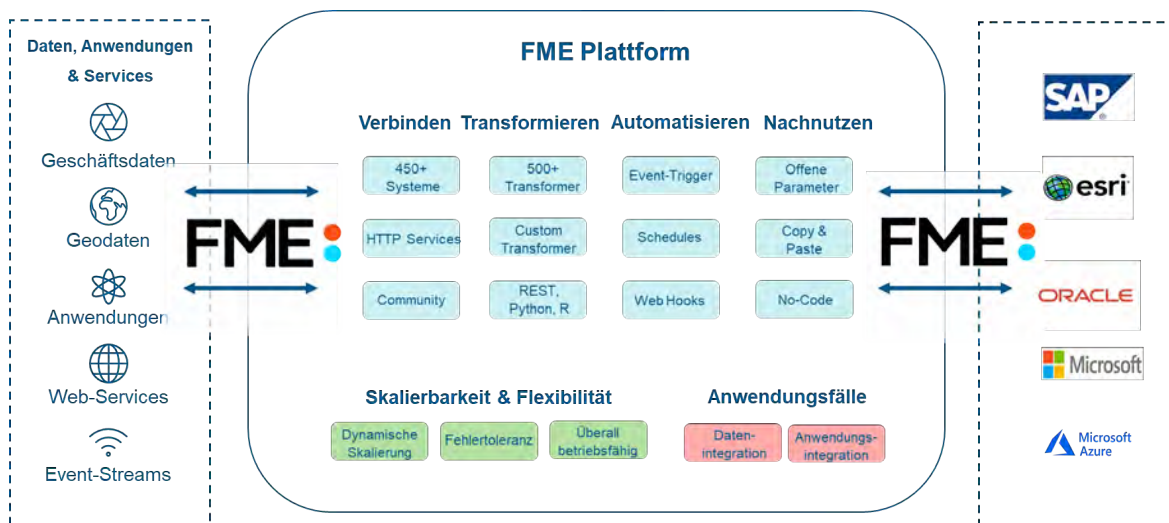 Daten, Anwendungen
& Services
Geschäftsdaten
Geodaten
Anwendungen
Web-Services
Event-Streams
FME
FME Plattform
Verbinden
Transformieren
Automatisieren
Nachnutzen
450+
Systeme
500+
Transformer
Event-Trigger
Offene
Parameter
HTTP Services
Custom
Transformer
Schedules
Copy &
Paste
Community
REST,
Python, R
Web Hooks
No-Code
Skalierbarkeit & Flexibilität
Dynamische
Skalierung
Fehlertoleranz
Überall
betriebsfähig
Anwendungsfälle
Daten-
integration
Anwendungs-
integration
FME
SAP
esri
ORACLE
Microsoft
Microsoft
Azure